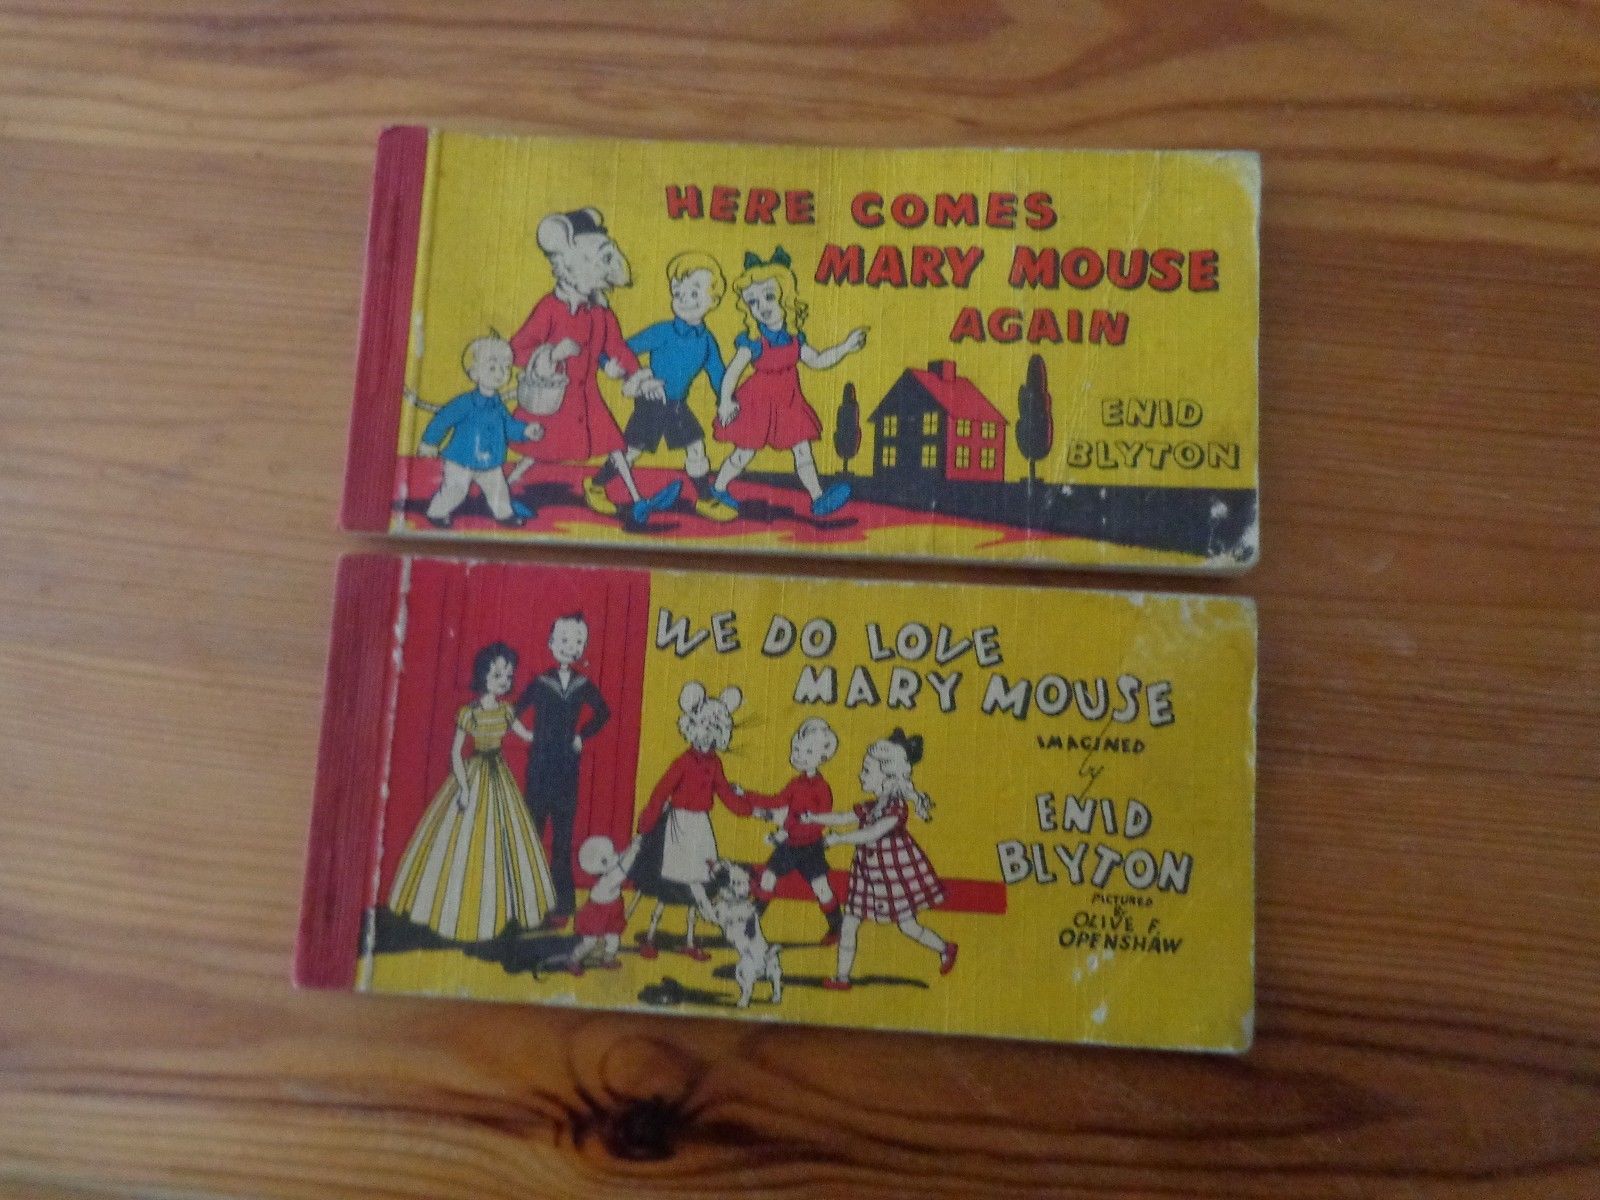 HERE COMES
MARY MOUSE
AGAIN
ENID
BLYTON
WE DO LOVE
MARY MOUSE
IMAGINED
by
ENID
BLYTON
PICTURED
By
OLIVE F.
OPENSHAW